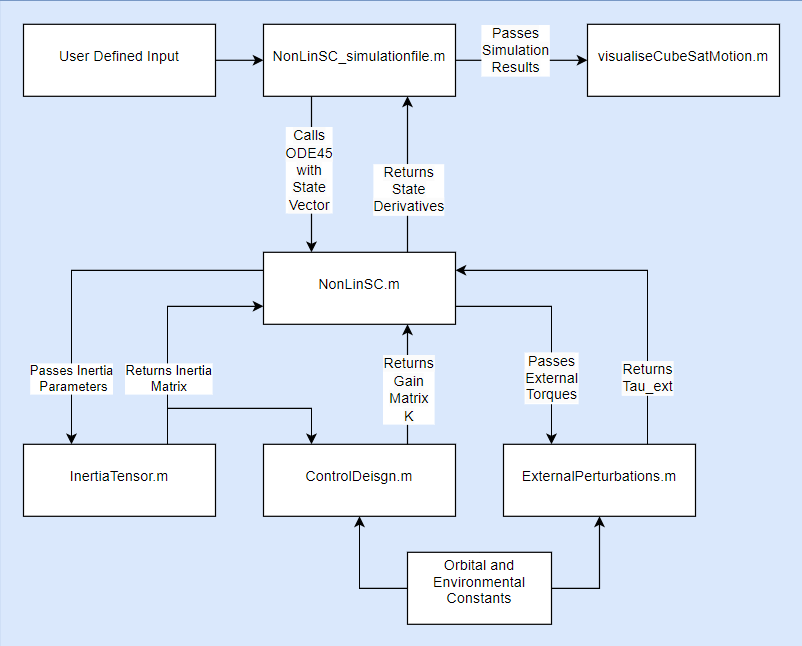 User Defined Input
NonLinSC_simulationfile.m
Passes
Simulation
Results
visualiseCubeSatMotion.m
Calls
ODE45
with
State
Vector
Returns
State
Derivatives
NonLinSC.m
Passes Inertia
Parameters
Returns Inertia
Matrix
Returns
Gain
Matrix
K
Passes
External
Torques
Returns
Tau_ext
InertiaTensor.m
ControlDeisgn.m
ExternalPerturbations.m
Orbital and
Environmental
Constants